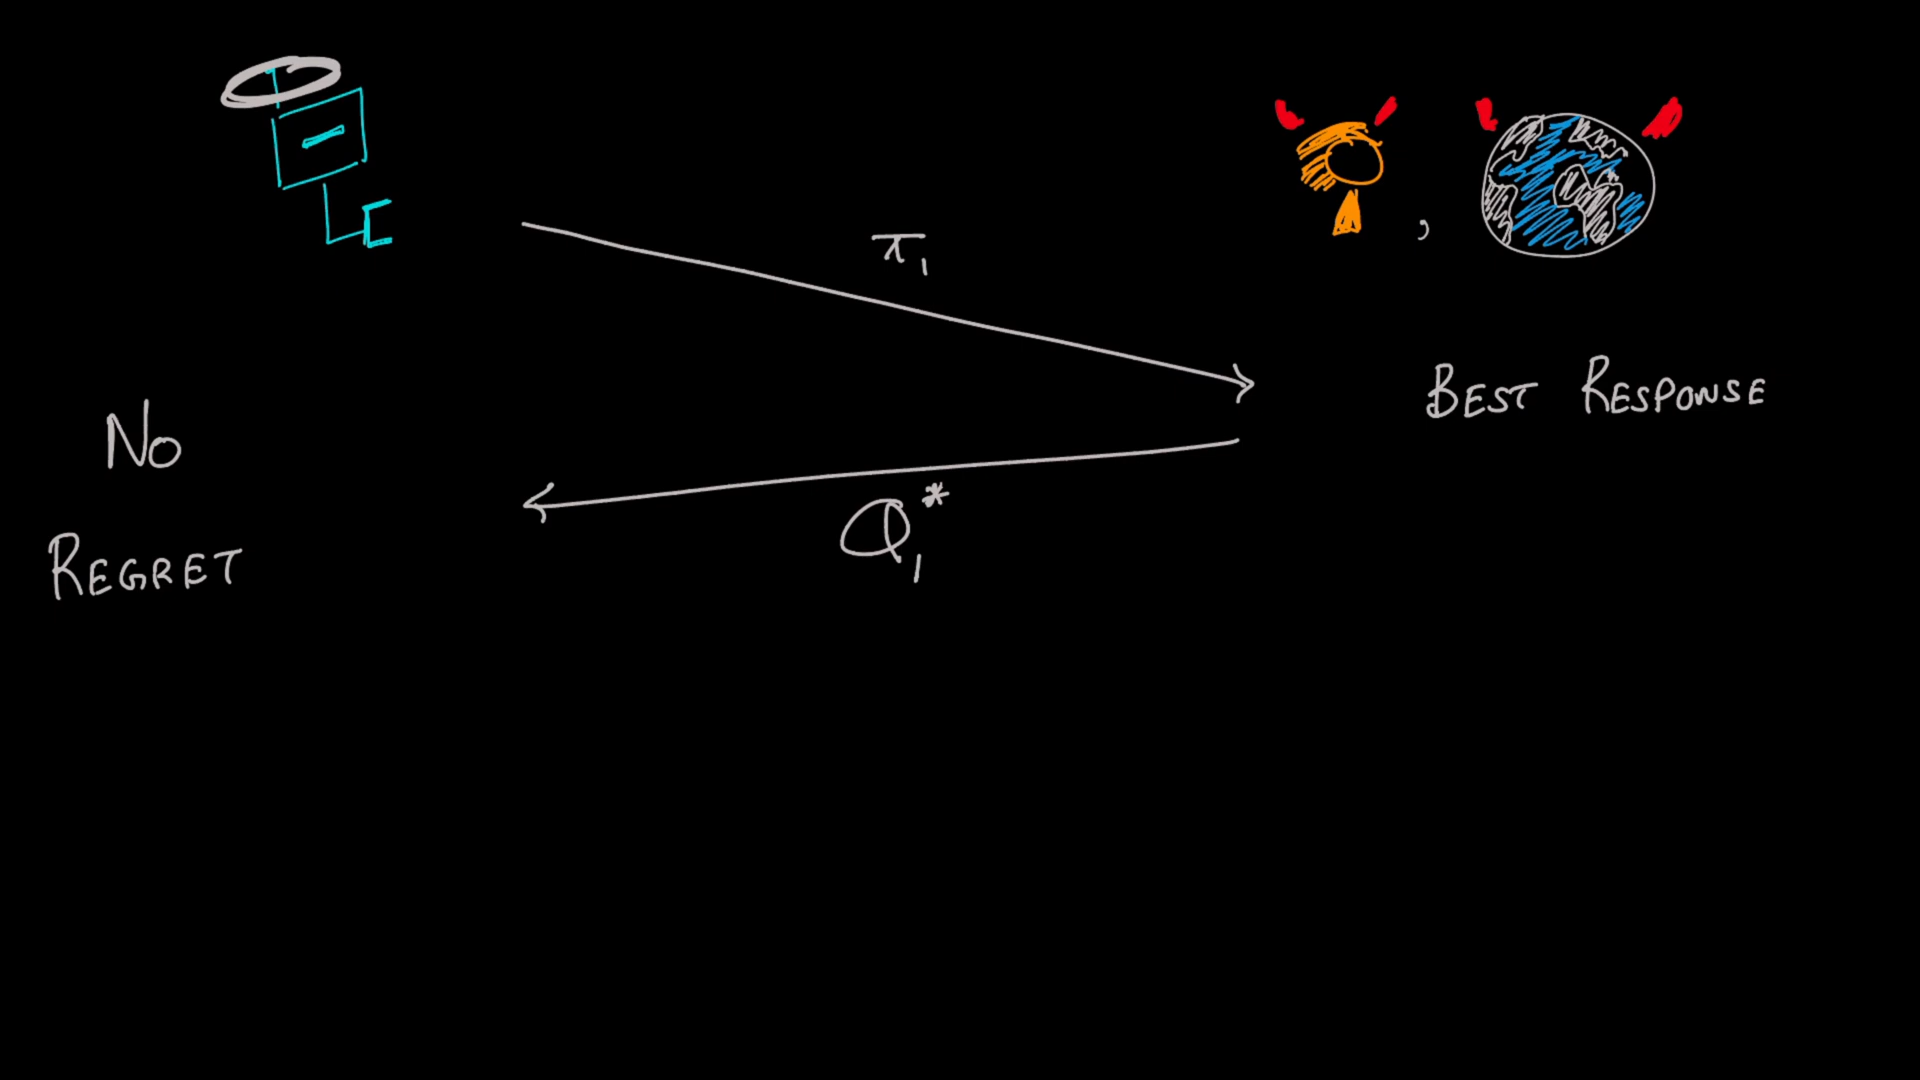 π₁
,
BEST RESPONSE
NO
REGRET
Q₁*